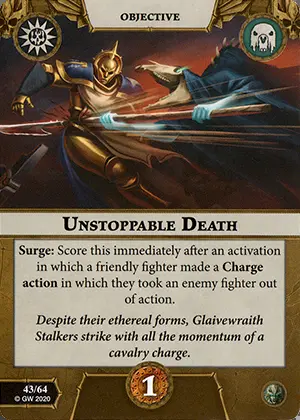 OBJECTIVE
UNSTOPPABLE DEATH
Surge: Score this immediately after an activation
in which a friendly fighter made a Charge
action in which they took an enemy fighter out
of action.
Despite their ethereal forms, Glaivewraith
Stalkers strike with all the momentum of a
cavalry charge.
43/64
© GW 2020
1